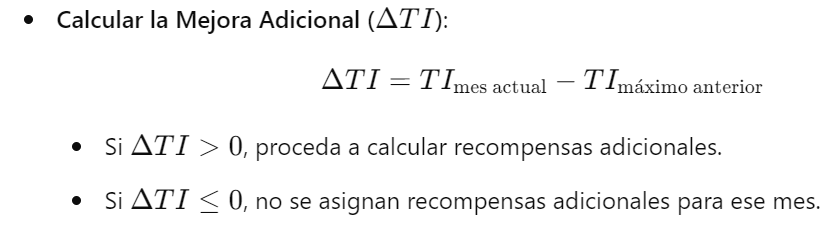 • Calcular la Mejora Adicional (ΔTI):
ΔTI = TI_mes actual − TI_máximo anterior
• Si ΔTI > 0, proceda a calcular recompensas adicionales.
• Si ΔTI ≤ 0, no se asignan recompensas adicionales para ese mes.